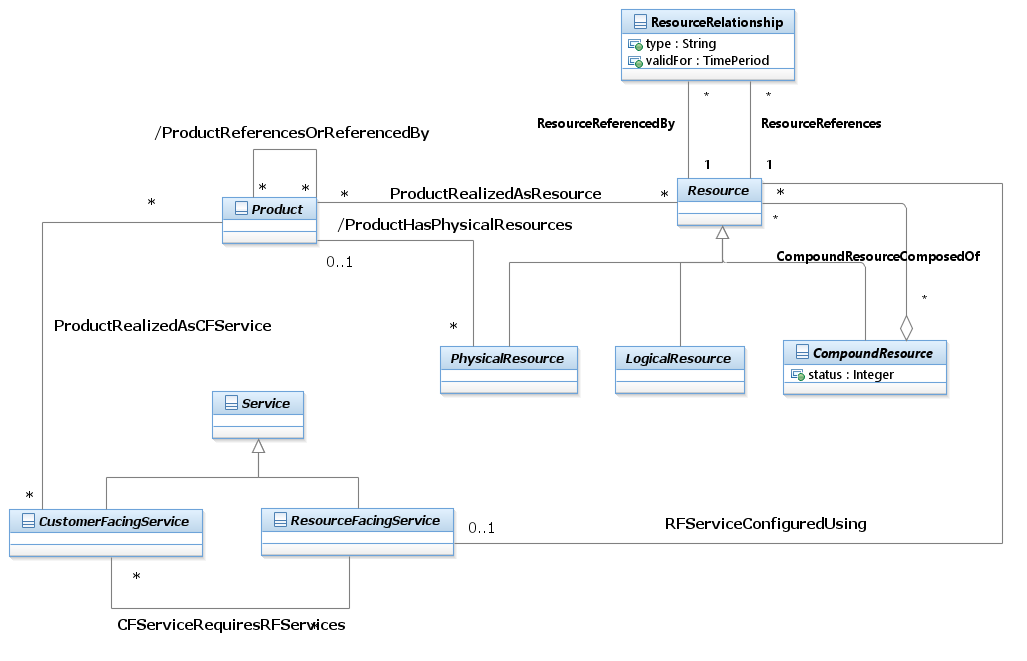 ResourceRelationship
type : String
validFor : TimePeriod
* *
ResourceReferencedBy ResourceReferences
/ProductReferencesOrReferencedBy
1 1
* *
* ProductRealizedAsResource *
Resource
*
*
Product
*
/ProductHasPhysicalResources
0..1
CompoundResourceComposedOf
*
ProductRealizedAsCFService
*
PhysicalResource
LogicalResource
CompoundResource
status : Integer
Service
*
CustomerFacingService
ResourceFacingService
0..1
RFServiceConfiguredUsing
*
CFServiceRequiresRFServices
*